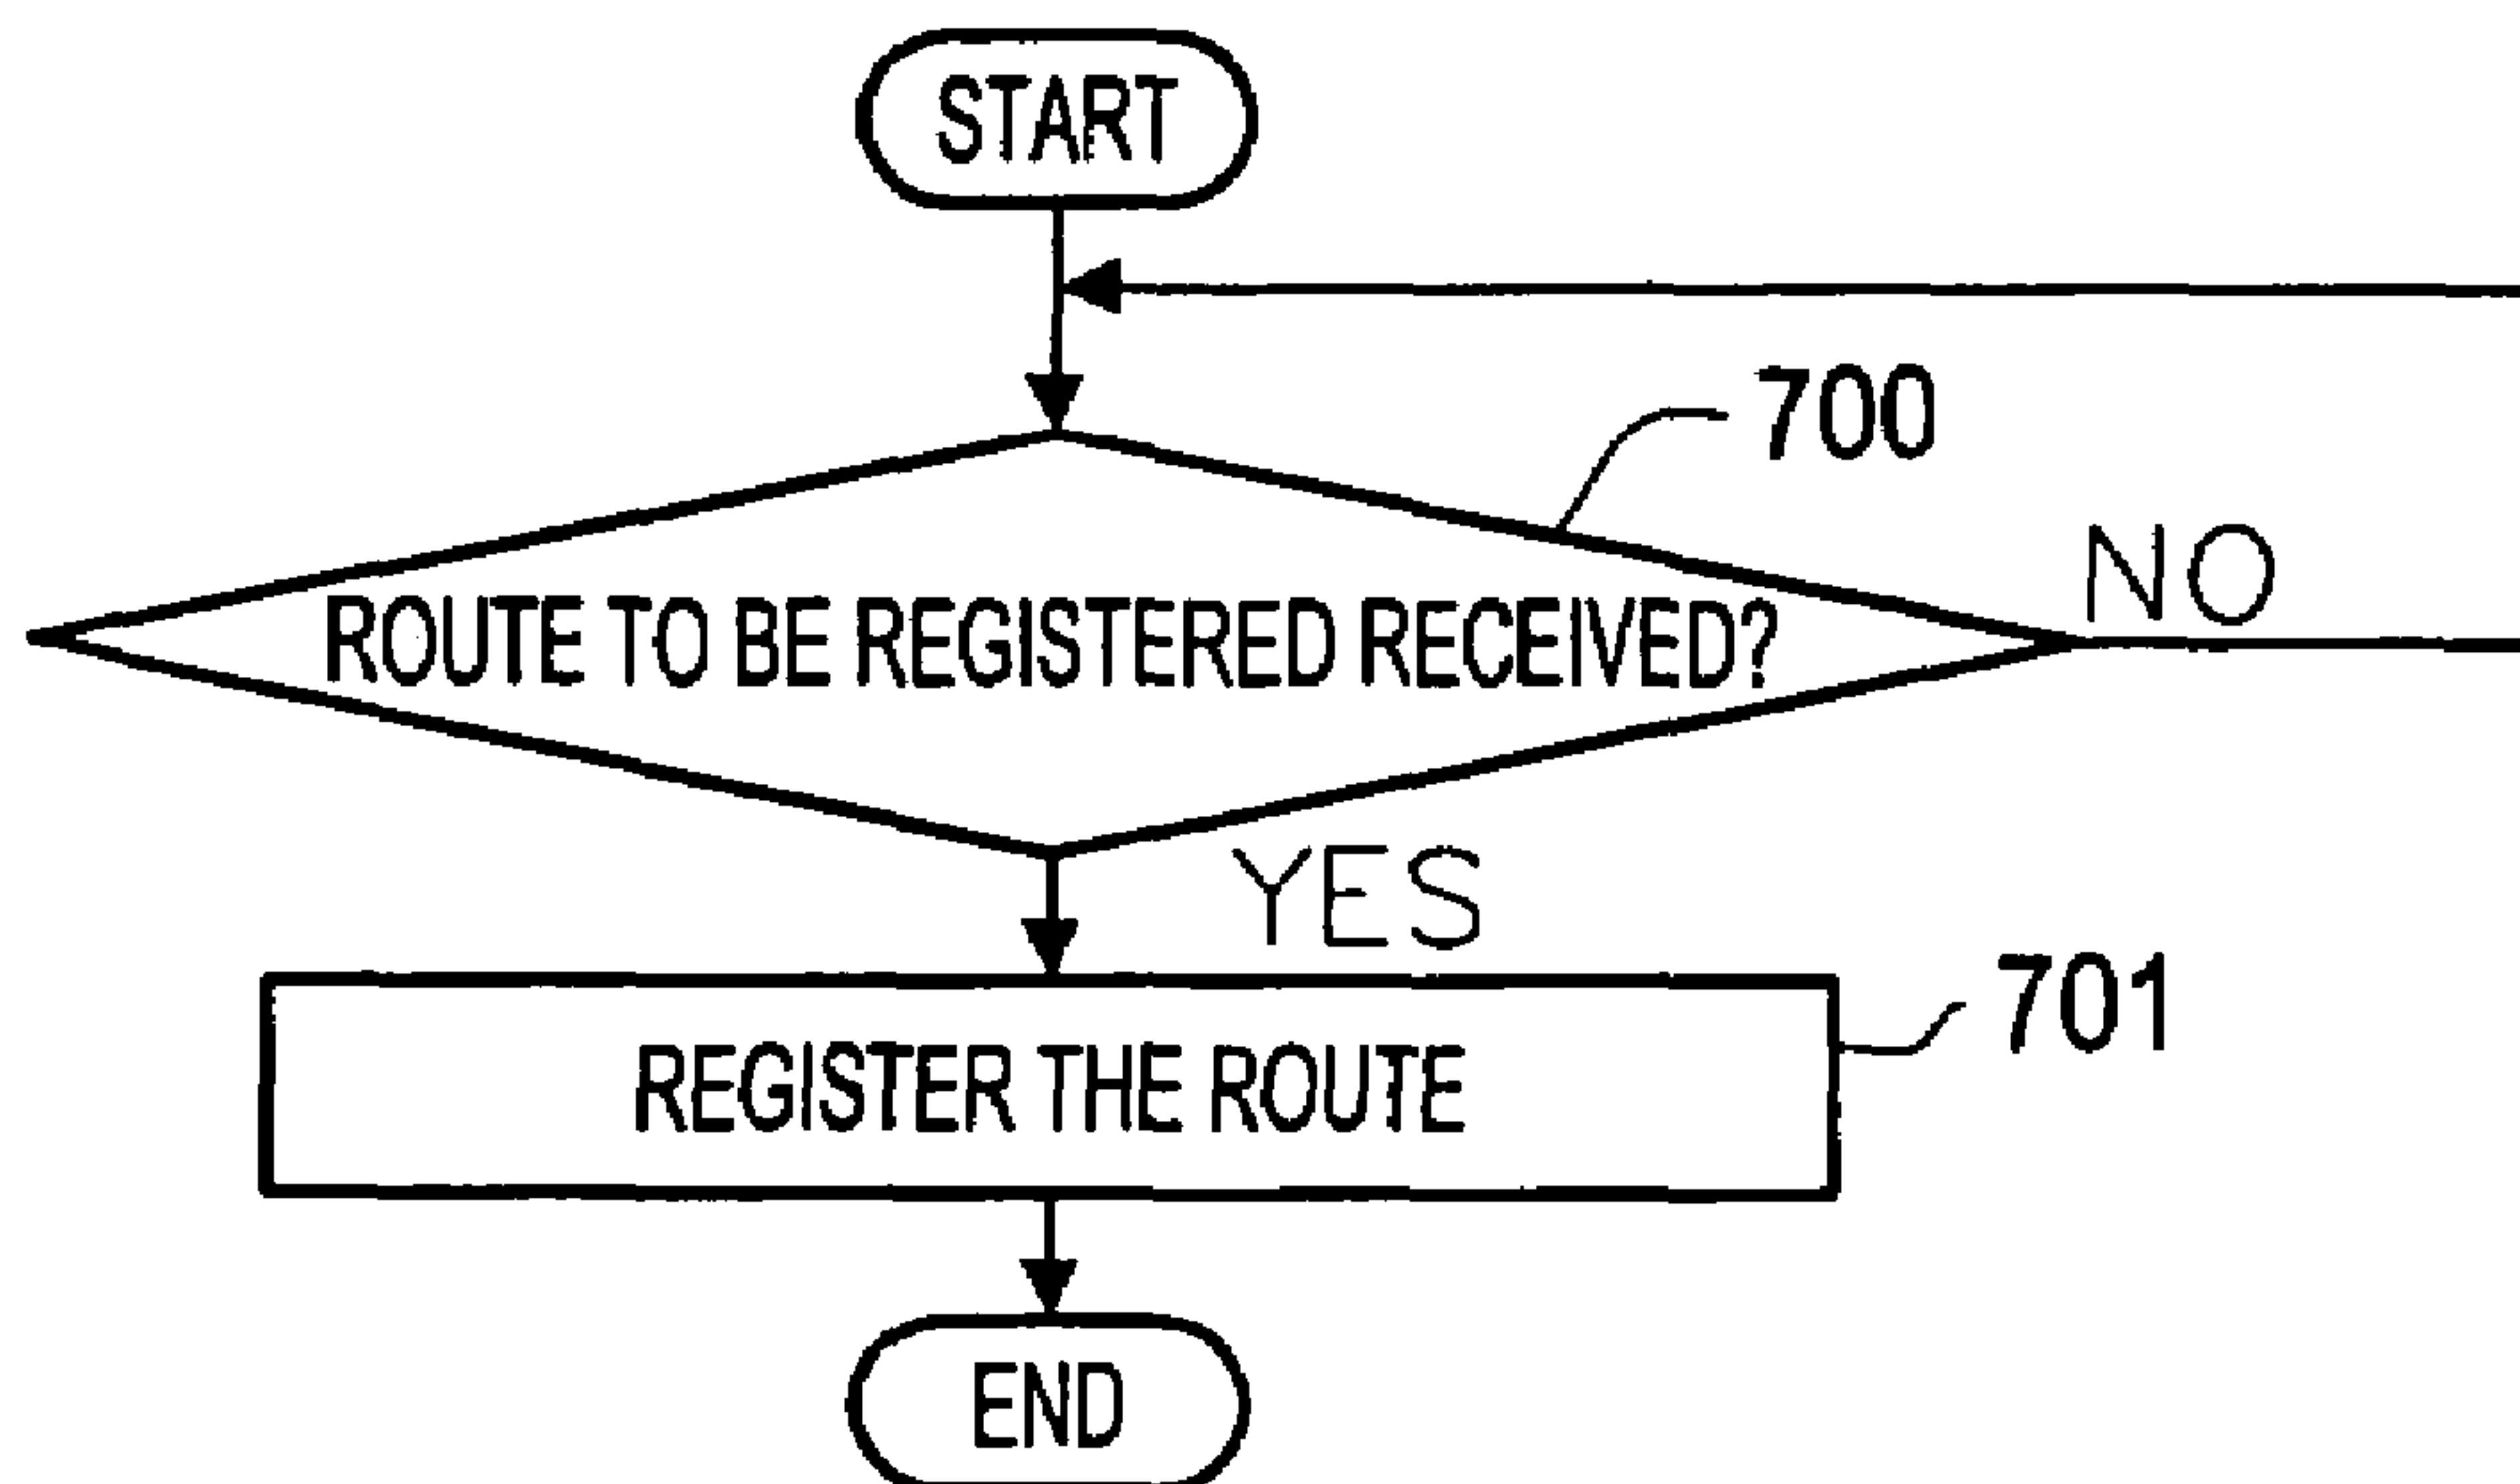 START
700
NO
ROUTE TO BE REGISTERED RECEIVED?
YES
701
REGISTER THE ROUTE
END